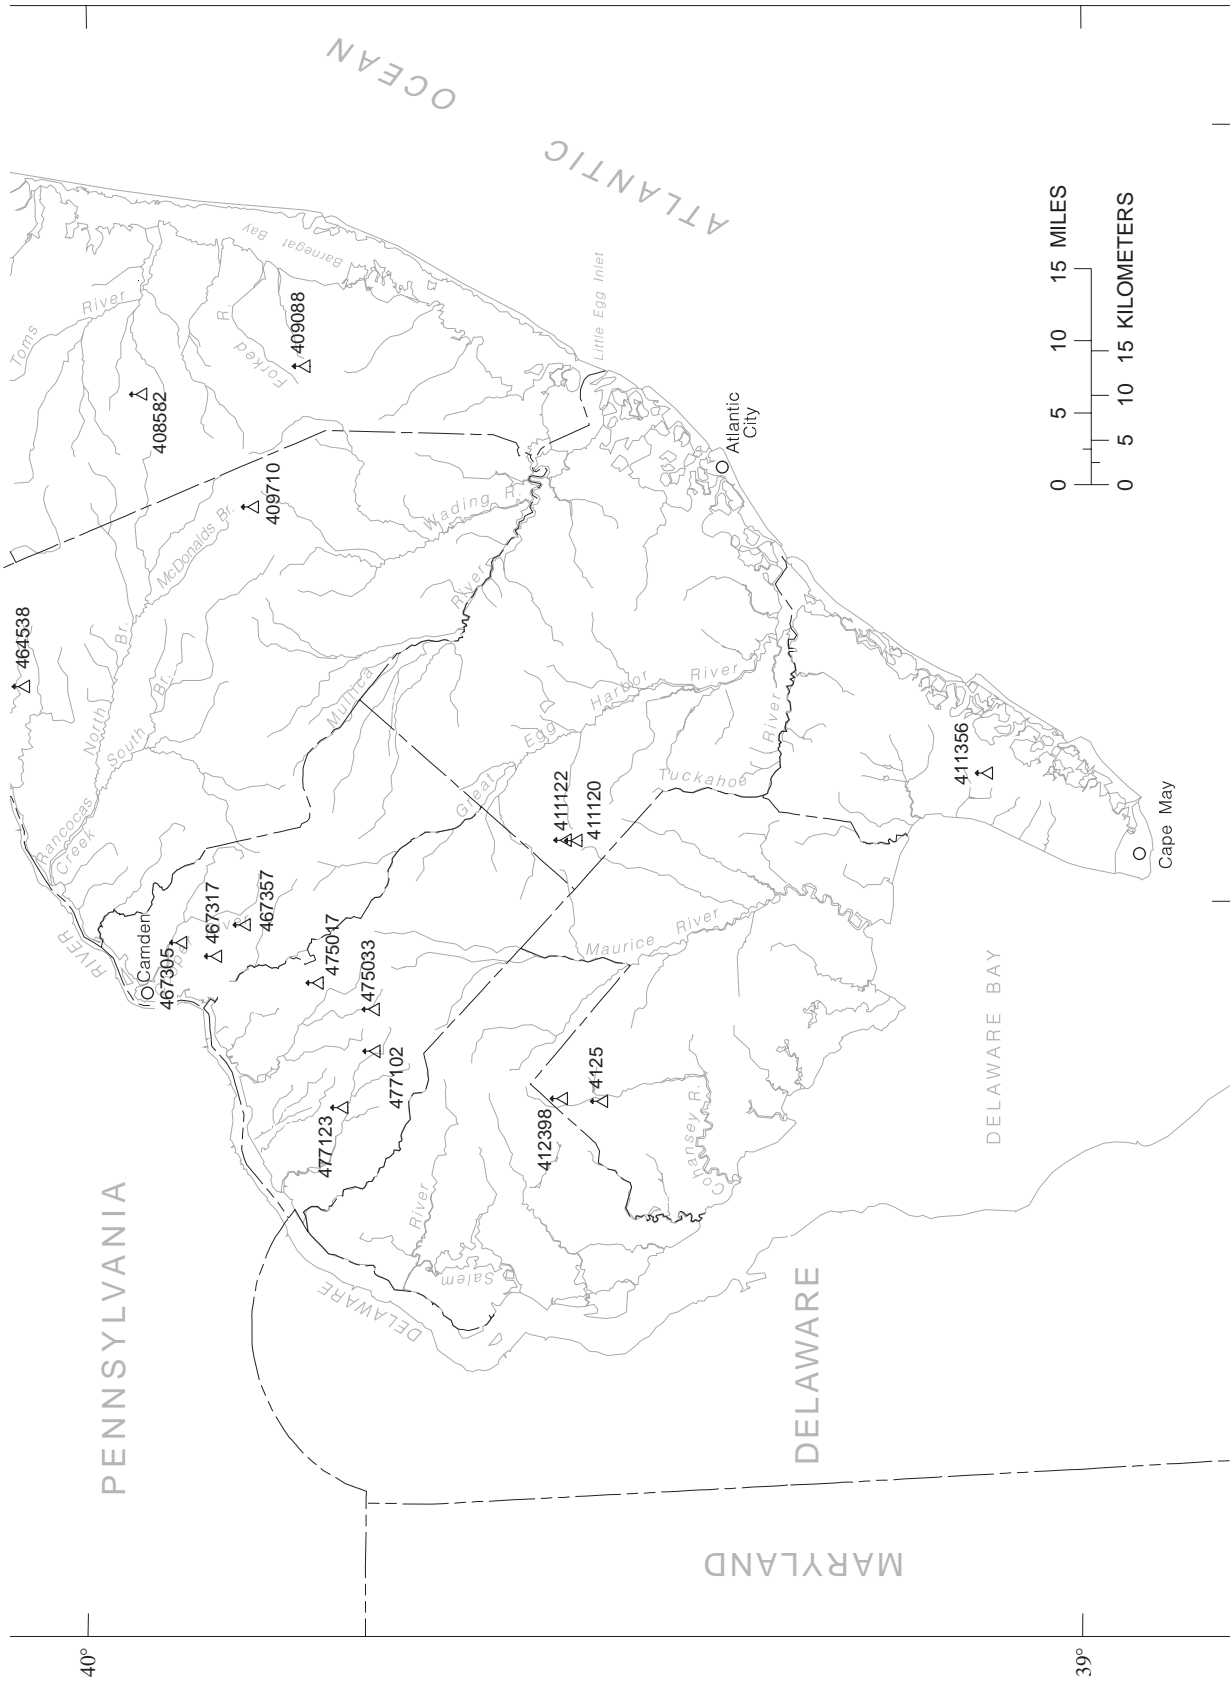 OCEAN
ATLANTIC
Toms
River
Barnegat Bay
Forked
R.
409088
408582
Little Egg Inlet
409710
McDonalds Br.
Wading R.
Atlantic
City
0 5 10 15 MILES
0 5 10 15 KILOMETERS
464538
Rancocas
Creek
North
Br.
South
Br.
Mullica
River
Great
Egg
Harbor
River
Tuckahoe
River
411122
411120
411356
Cape May
RIVER
Camden
467305
467317
467357
475017
475033
477102
477123
Maurice
River
412398
4125
Cohansey R.
DELAWARE BAY
River
Salem
DELAWARE
PENNSYLVANIA
DELAWARE
MARYLAND
40°
39°